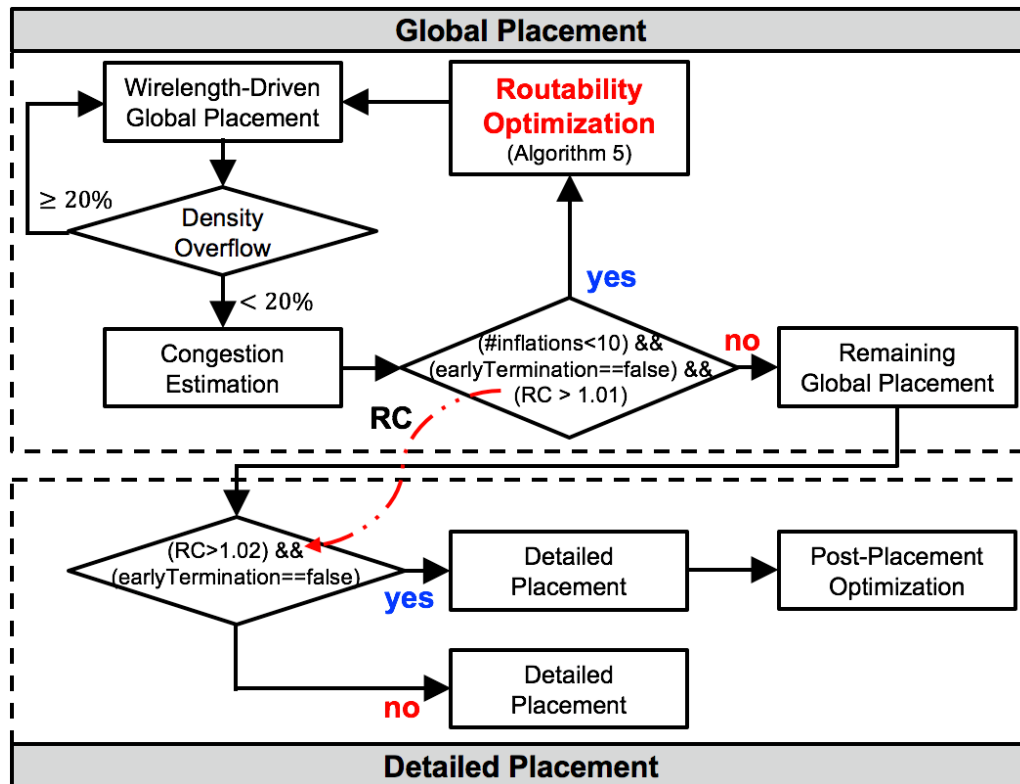 Global Placement
Wirelength-Driven
Global Placement
Routability
Optimization
(Algorithm 5)
≥ 20%
Density
Overflow
yes
< 20%
Congestion
Estimation
(#inflations<10) &&
(earlyTermination==false) &&
(RC > 1.01)
no
Remaining
Global Placement
RC
(RC>1.02) &&
(earlyTermination==false)
yes
Detailed
Placement
Post-Placement
Optimization
no
Detailed
Placement
Detailed Placement